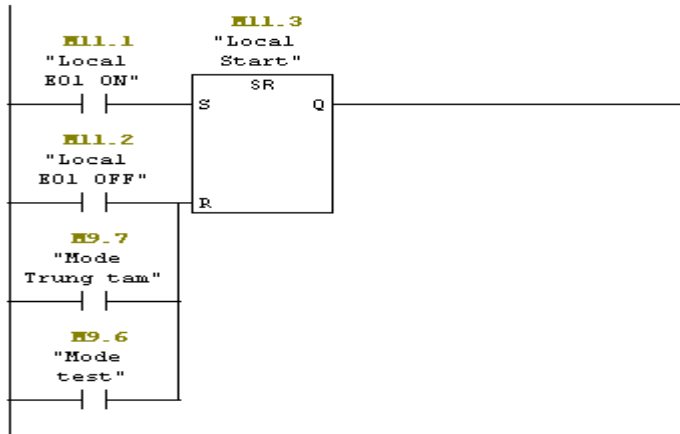 M11.3
"Local
Start"
M11.1
"Local
E01 ON"
SR
S
Q
M11.2
"Local
E01 OFF"
R
M9.7
"Mode
Trung tam"
M9.6
"Mode
test"